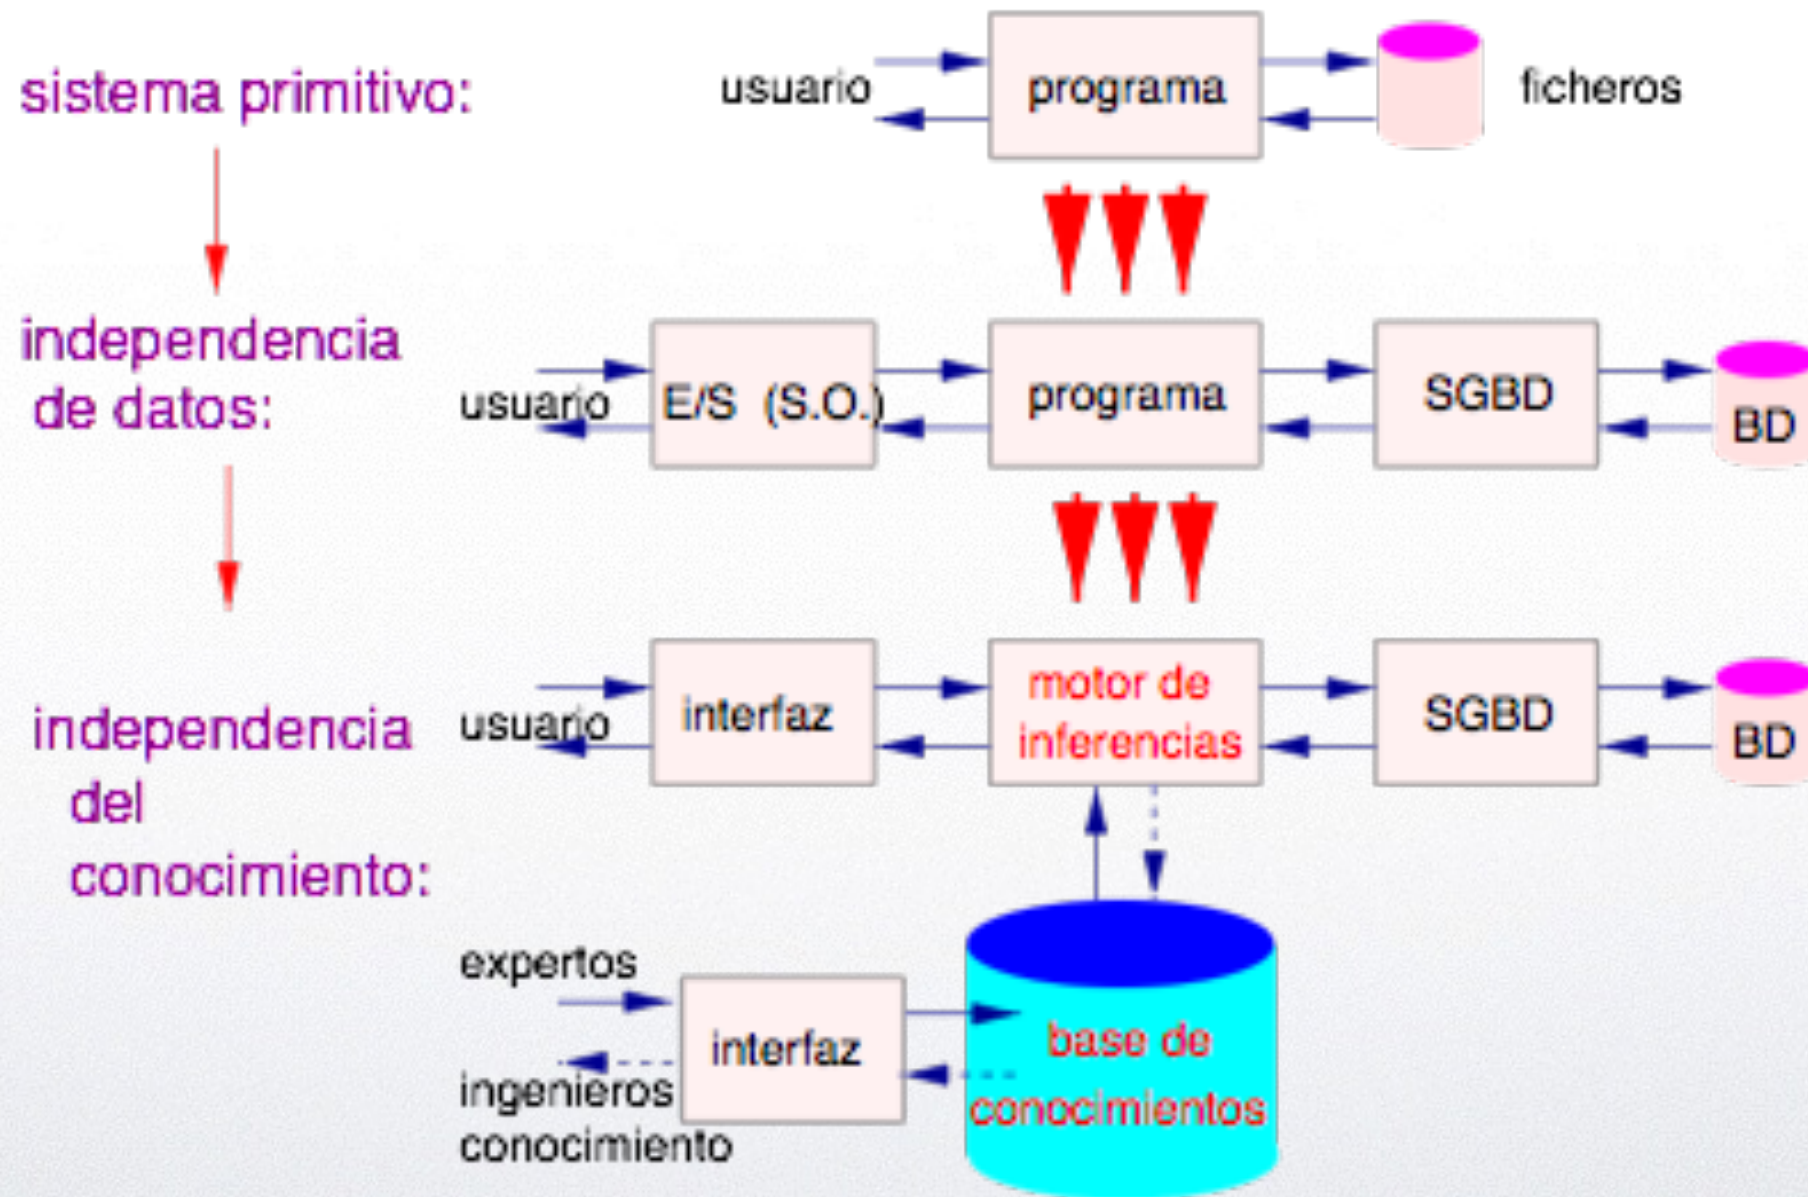 sistema primitivo:
usuario
programa
ficheros
independencia
de datos:
usuario
E/S (S.O.)
programa
SGBD
BD
independencia
del
conocimiento:
usuario
interfaz
motor de
inferencias
SGBD
BD
expertos
ingenieros
conocimiento
interfaz
base de
conocimientos